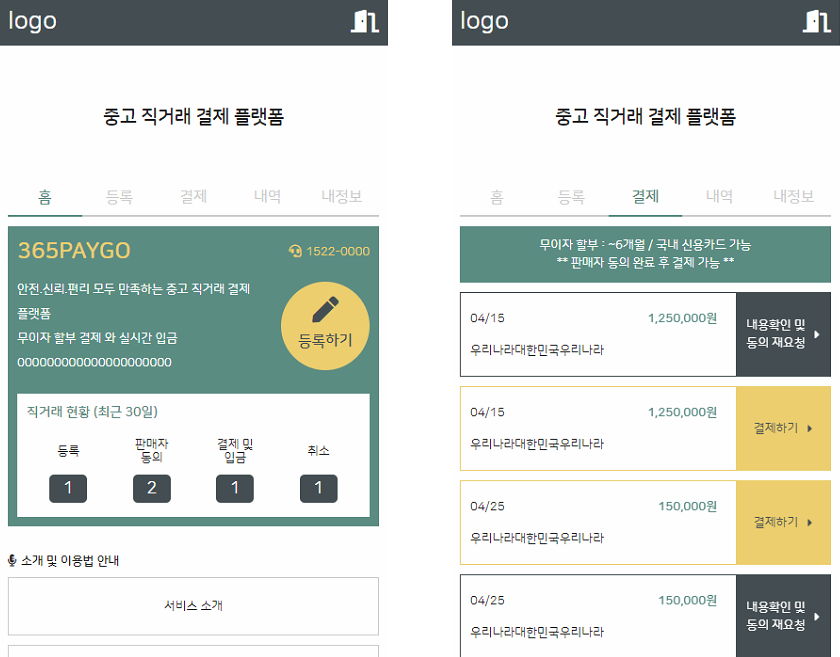 logo
중고 직거래 결제 플랫폼
홈 등록 결제 내역 내정보
365PAYGO 1522-0000
안전.신뢰.편리 모두 만족하는 중고 직거래 결제
플랫폼
무이자 할부 결제 와 실시간 입금
OOOOOOOOOOOOOOOOOOOO
등록하기
직거래 현황 (최근 30일)
등록
판매자
동의
결제 및
입금
취소
1 2 1 1
소개 및 이용법 안내
서비스 소개
logo
중고 직거래 결제 플랫폼
홈 등록 결제 내역 내정보
무이자 할부 : ~6개월 / 국내 신용카드 가능
** 판매자 동의 완료 후 결제 가능 **
04/15 1,250,000원
우리나라대한민국우리나라
내용확인 및
동의 재요청
04/15 1,250,000원
우리나라대한민국우리나라
결제하기
04/25 150,000원
우리나라대한민국우리나라
결제하기
04/25 150,000원
우리나라대한민국우리나라
내용확인 및
동의 재요청